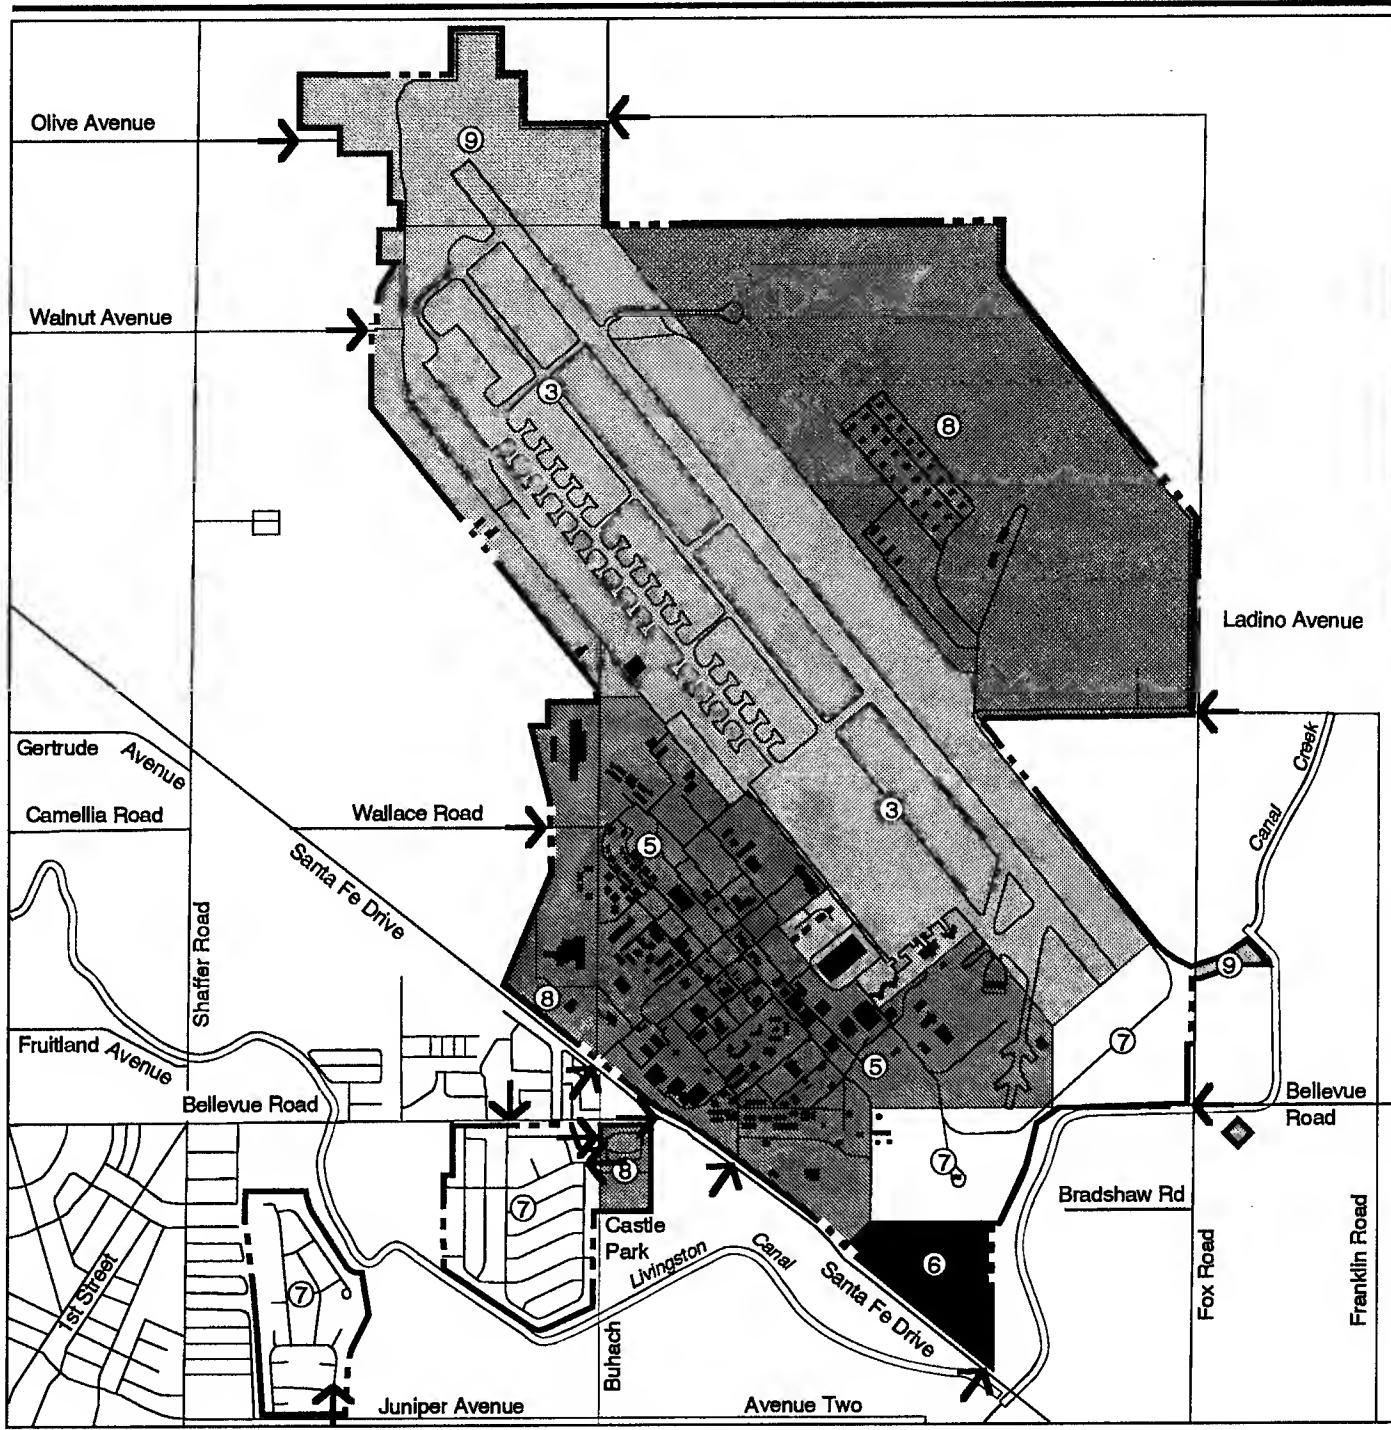 Olive Avenue
9
Walnut Avenue
3
8
Ladino Avenue
Gertrude Avenue
Camellia Road
Wallace Road
Canal Creek
3
5
Santa Fe Drive
Shaffer Road
8
9
Fruitland Avenue
7
5
Bellevue Road
Bellevue
Road
7
8
Bradshaw Rd
7
Castle
Park
Livingston Canal
6
Santa Fe Drive
1st Street
7
Fox Road
Franklin Road
Buhach
Juniper Avenue
Avenue Two